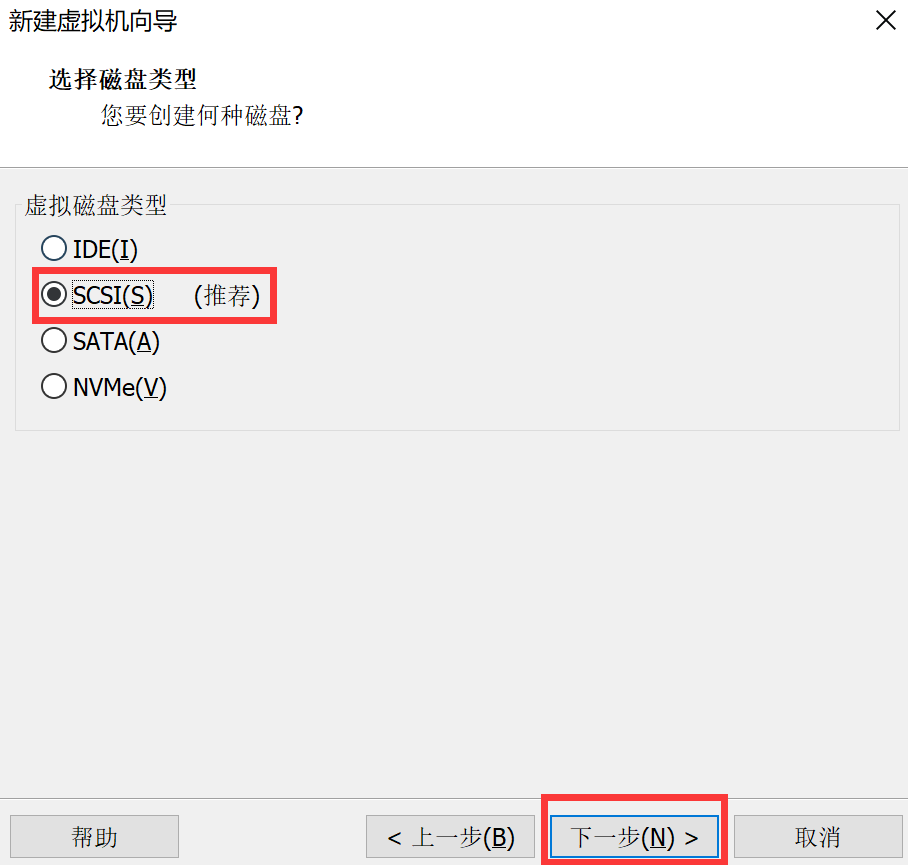 新建虚拟机向导
选择磁盘类型
您要创建何种磁盘?
虚拟磁盘类型
IDE(I)
SCSI(S) (推荐)
SATA(A)
NVMe(V)
帮助 < 上一步(B) 下一步(N) > 取消